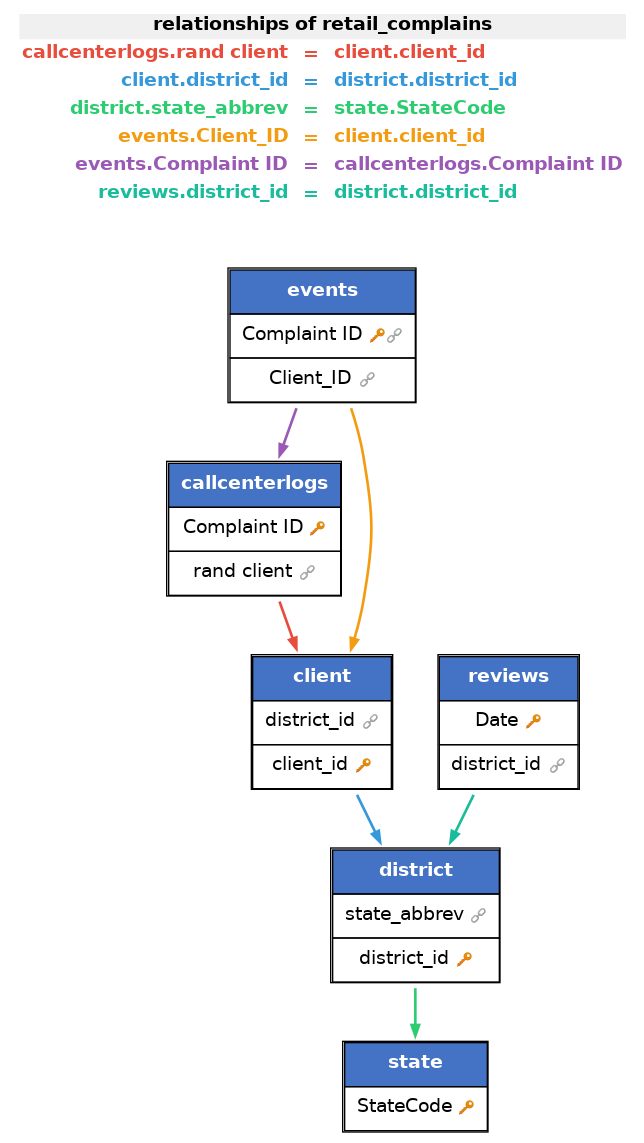 relationships of retail_complains
callcenterlogs.rand client = client.client_id
client.district_id = district.district_id
district.state_abbrev = state.StateCode
events.Client_ID = client.client_id
events.Complaint ID = callcenterlogs.Complaint ID
reviews.district_id = district.district_id
events
Complaint ID
Client_ID
callcenterlogs
Complaint ID
rand client
client
district_id
client_id
reviews
Date
district_id
district
state_abbrev
district_id
state
StateCode